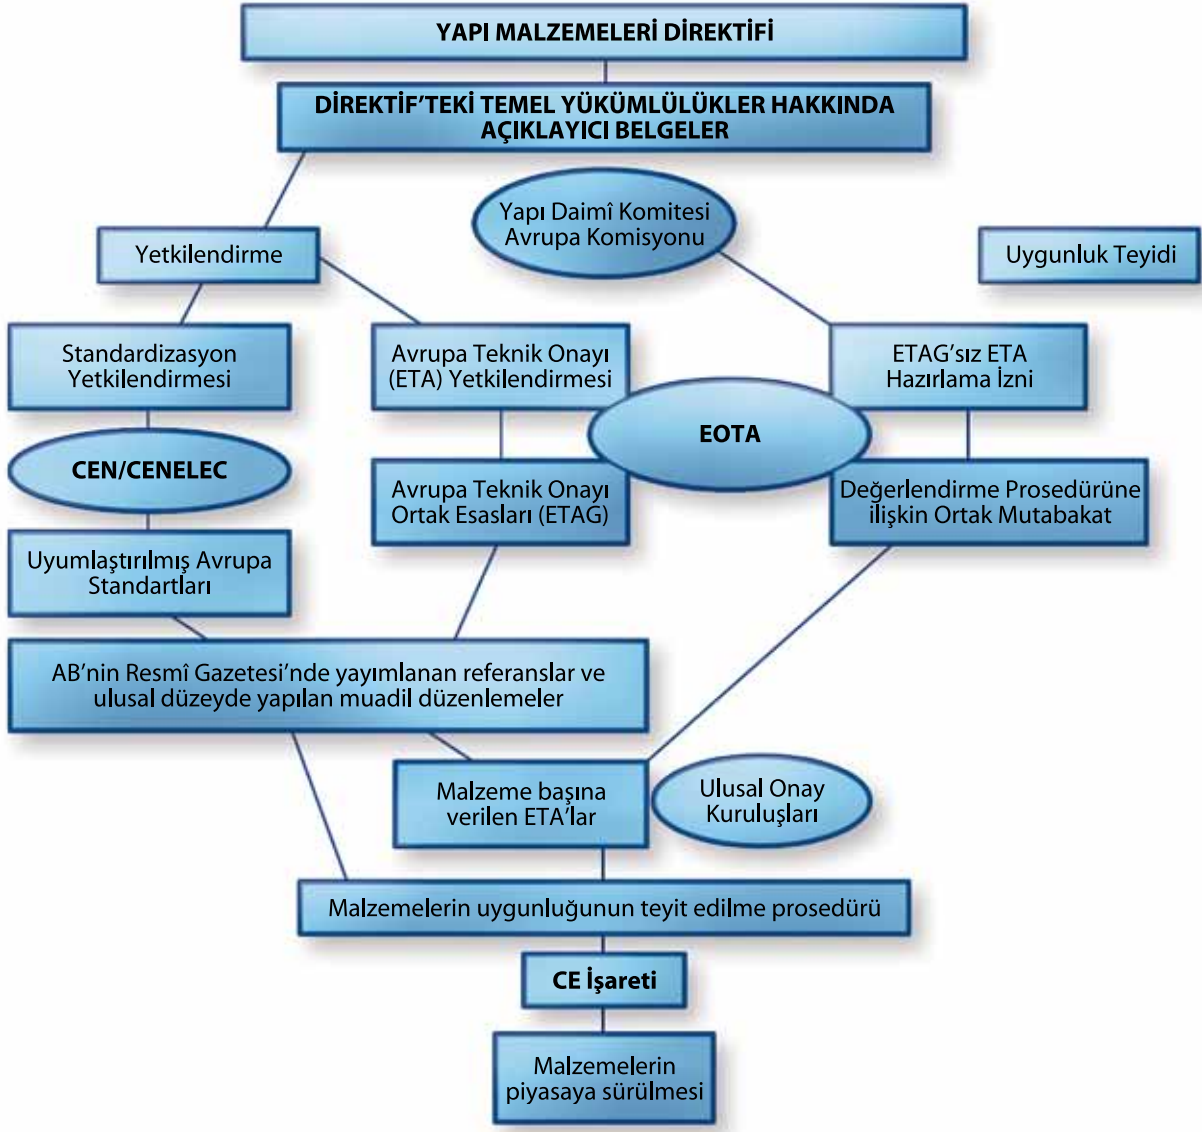 YAPI MALZEMELERİ DİREKTİFİ
DİREKTİF'TEKİ TEMEL YÜKÜMLÜLÜKLER HAKKINDA
AÇIKLAYICI BELGELER
Yapı Daimî Komitesi
Avrupa Komisyonu
Yetkilendirme
Uygunluk Teyidi
Standardizasyon
Yetkilendirmesi
Avrupa Teknik Onayı
(ETA) Yetkilendirmesi
ETAG'sız ETA
Hazırlama İzni
EOTA
CEN/CENELEC
Avrupa Teknik Onayı
Ortak Esasları (ETAG)
Değerlendirme Prosedürüne
ilişkin Ortak Mutabakat
Uyumlaştırılmış Avrupa
Standartları
AB'nin Resmî Gazetesi'nde yayımlanan referanslar ve
ulusal düzeyde yapılan muadil düzenlemeler
Malzeme başına
verilen ETA'lar
Ulusal Onay
Kuruluşları
Malzemelerin uygunluğunun teyit edilme prosedürü
CE İşareti
Malzemelerin
piyasaya sürülmesi